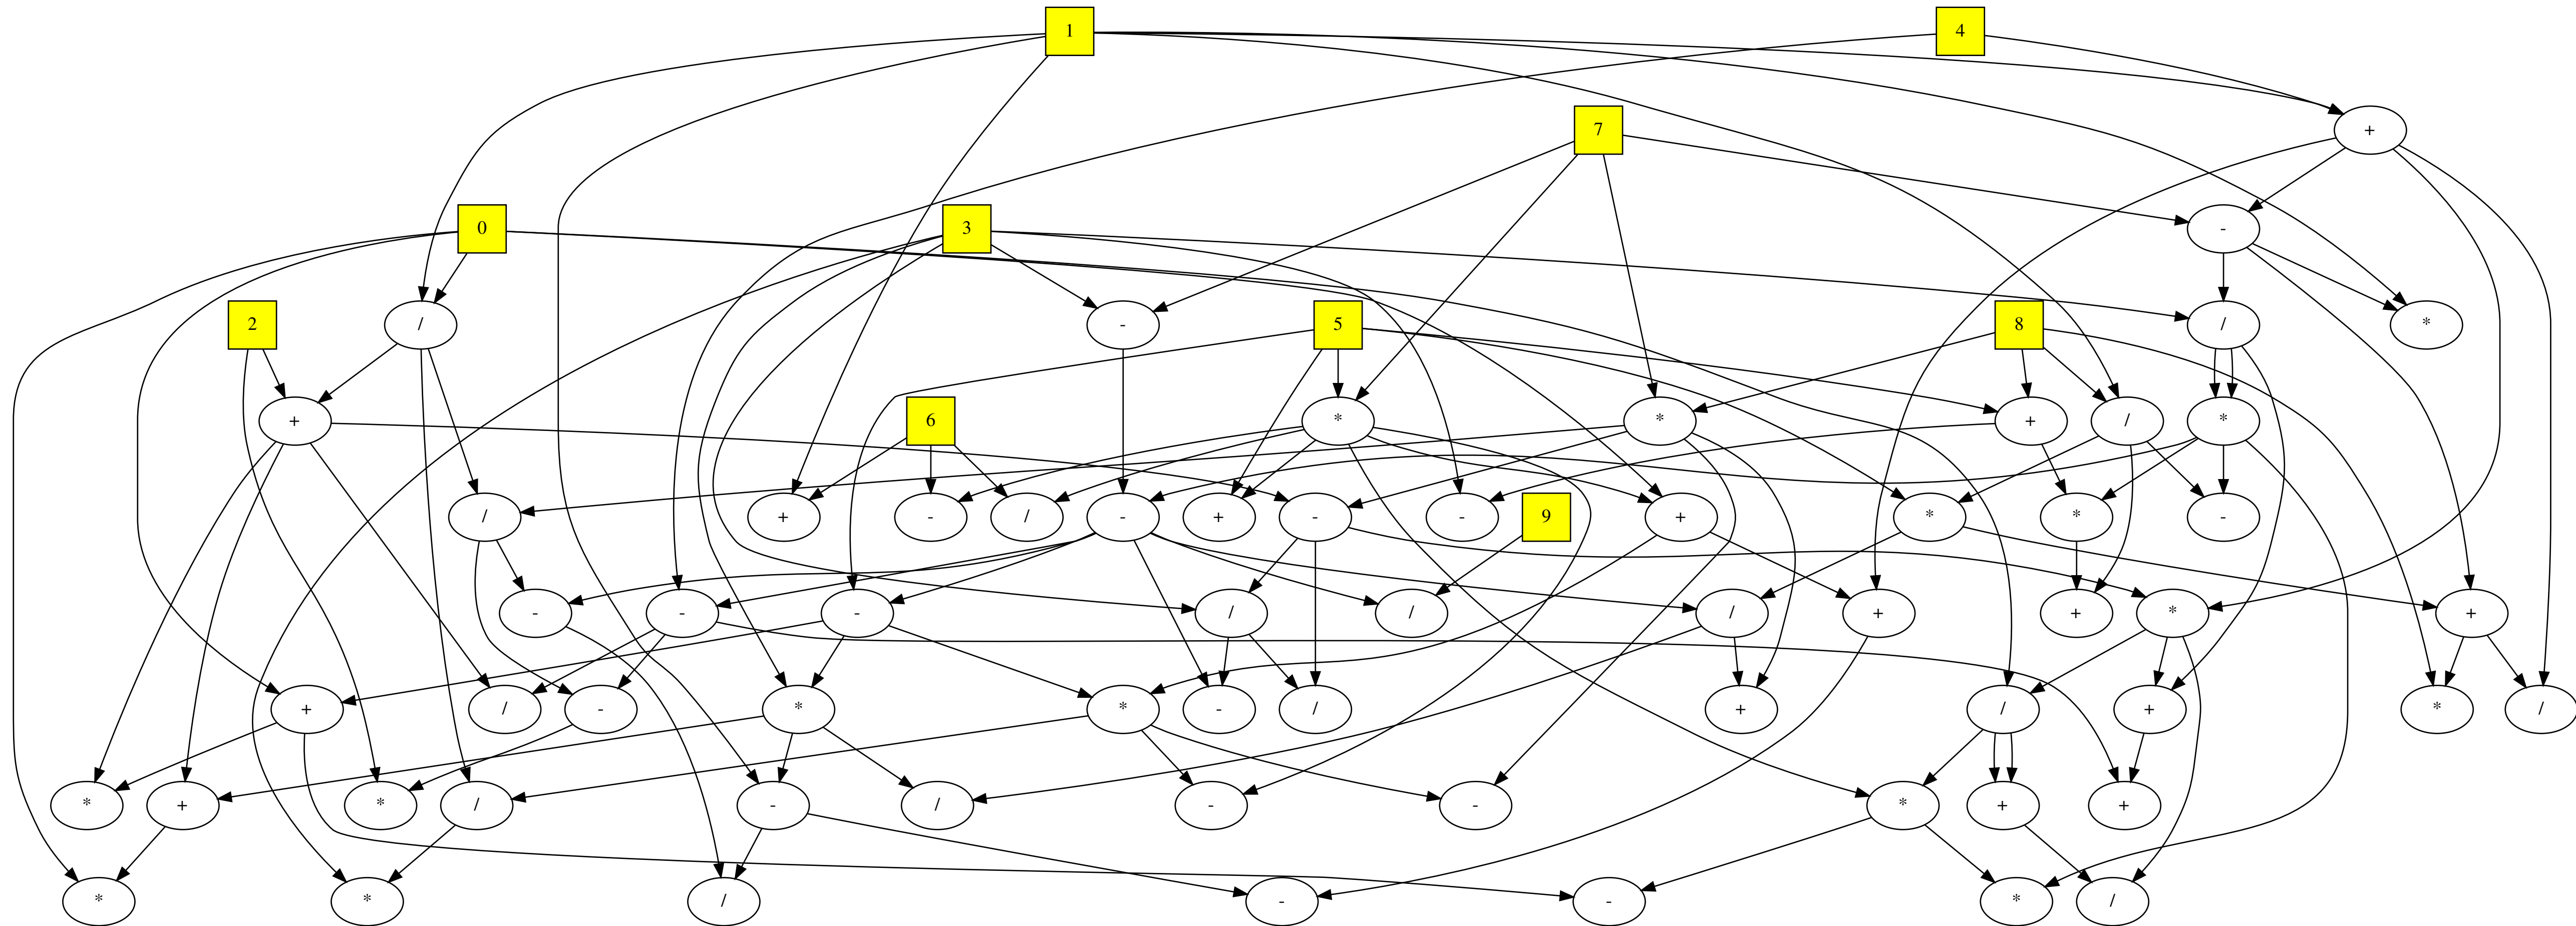 1 4
7 +
0 3 -
2 / - 5 8 / *
+ 6 * * + / *
/ + - / - + - - 9 + * * -
- - - / / / + + * +
+ / - * * - / + / + * /
* + * / - / - - * + +
* * / - - * /